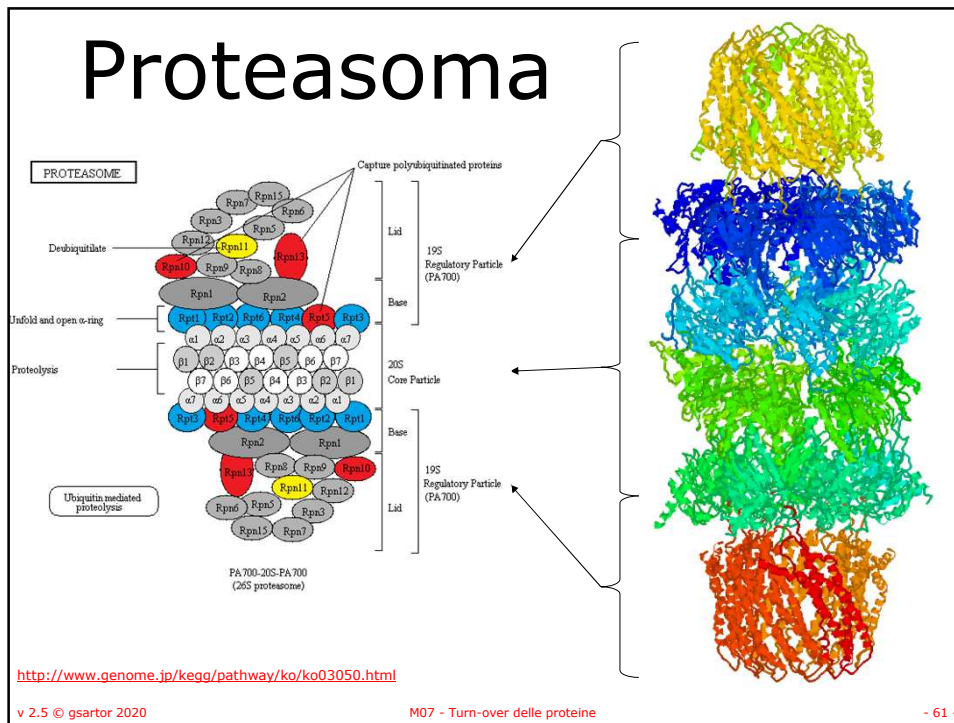 Proteasoma
PROTEASOME
Capture polyubiquitinated proteins
Rpn15
Rpn7
Rpn6
Rpn3
Rpn5
Lid
Rpn12
Deubiquitilate
Rpn11
Rpn13
19S
Regulatory Particle
(PA700)
Rpn10
Rpn9
Rpn8
Rpn1
Rpn2
Base
Unfold and open α-ring
Rpt1 Rpt2 Rpt6 Rpt4 Rpt5 Rpt3
α1 α2 α3 α4 α5 α6 α7
β1 β2 β3 β4 β5 β6 β7
Proteolysis
20S
Core Particle
β7 β6 β5 β4 β3 β2 β1
α7 α6 α5 α4 α3 α2 α1
Rpt3 Rpt5 Rpt4 Rpt6 Rpt2 Rpt1
Base
Rpn2 Rpn1
Rpn13 Rpn8 Rpn9 Rpn10
19S
Regulatory Particle
(PA700)
Rpn11 Rpn12
Ubiquitin mediated
proteolysis
Rpn6 Rpn5 Rpn3
Lid
Rpn15 Rpn7
PA700-20S-PA700
(26S proteasome)
http://www.genome.jp/kegg/pathway/ko/ko03050.html
v 2.5 © gsartor 2020
M07 - Turn-over delle proteine
- 61 -